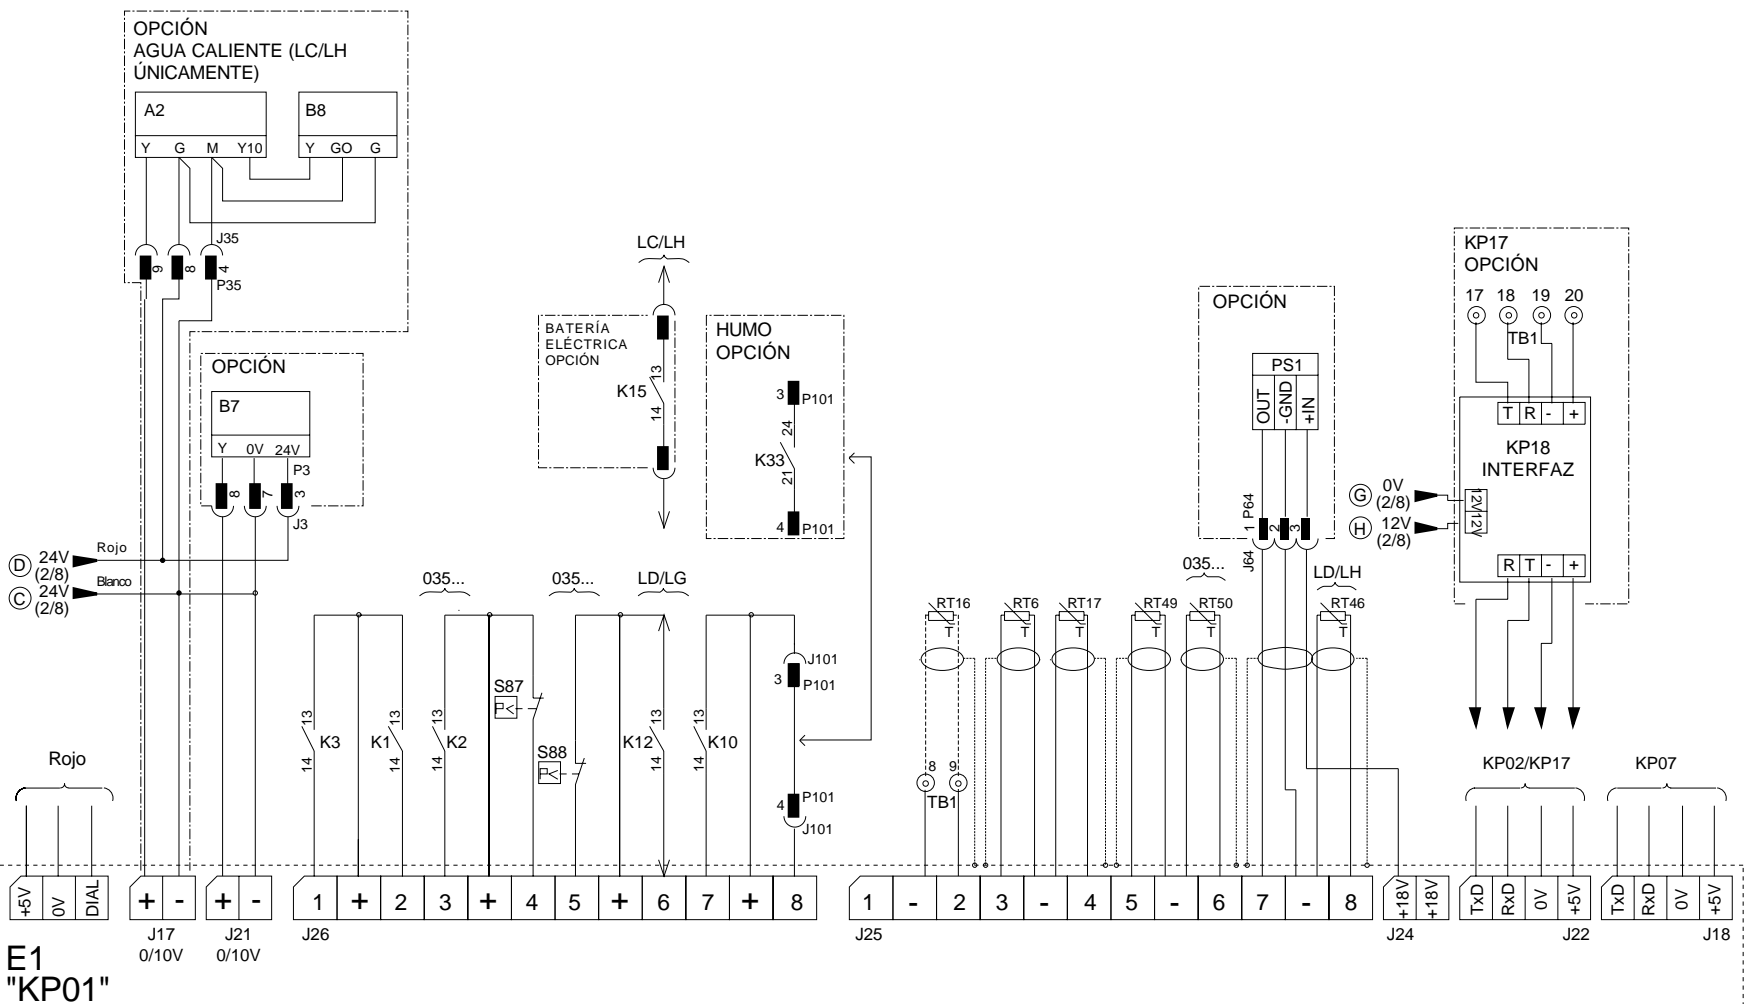 OPCIÓN
AGUA CALIENTE (LC/LH
ÚNICAMENTE)
A2
B8
Y G M Y10
Y GO G
J35
9 8 4
P35
OPCIÓN
B7
Y 0V 24V
P3
8 7 3
J3
D 24V
(2/8)
Rojo
C 24V
(2/8)
Blanco
LC/LH
BATERÍA
ELÉCTRICA
OPCIÓN
13
K15
14
HUMO
OPCIÓN
3 P101
24
K33
21
4 P101
OPCIÓN
PS1
OUT
-GND
+IN
P64
1 2 3
J64
KP17
OPCIÓN
17 18 19 20
TB1
T R - +
KP18
INTERFAZ
G 0V
(2/8)
H 12V
(2/8)
12V
12V
R T - +
035...
035...
LD/LG
035...
LD/LH
RT16
T
RT6
T
RT17
T
RT49
T
RT50
T
RT46
T
J101
3 P101
S87
P<
S88
P<
13
K3
14
13
K1
14
13
K2
14
13
K12
14
13
K10
14
4 P101
J101
8 9
TB1
Rojo
KP02/KP17
KP07
+5V 0V DIAL
+ -
+ -
1 + 2 3 + 4 5 + 6 7 + 8
1 - 2 3 - 4 5 - 6 7 - 8
+18V +18V
TxD RxD 0V +5V
TxD RxD 0V +5V
J17
0/10V
J21
0/10V
J26
J25
J24
J22
J18
E1
"KP01"